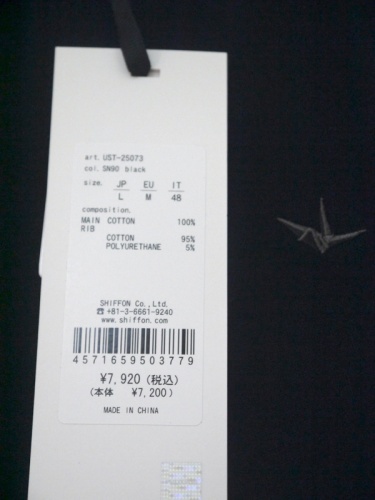 art. UST-25073
col. SN90 black
size. JP EU IT
L M 48
composition.
MAIN COTTON 100%
RIB
COTTON 95%
POLYURETHANE 5%
SHIFFON Co., Ltd.
☎ +81-3-6661-9240
www.shiffon.com
4571659503779
¥7,920 (税込)
(本体 ¥7,200)
MADE IN CHINA